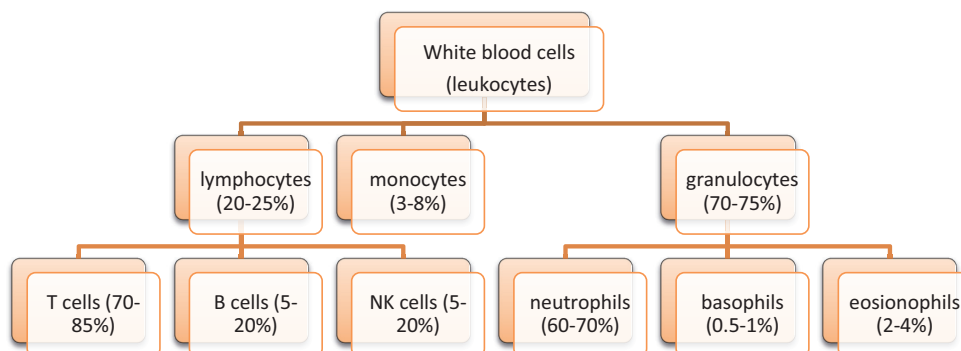 White blood cells
(leukocytes)
lymphocytes
(20-25%)
monocytes
(3-8%)
granulocytes
(70-75%)
T cells (70-
85%)
B cells (5-
20%)
NK cells (5-
20%)
neutrophils
(60-70%)
basophils
(0.5-1%)
eosionophils
(2-4%)